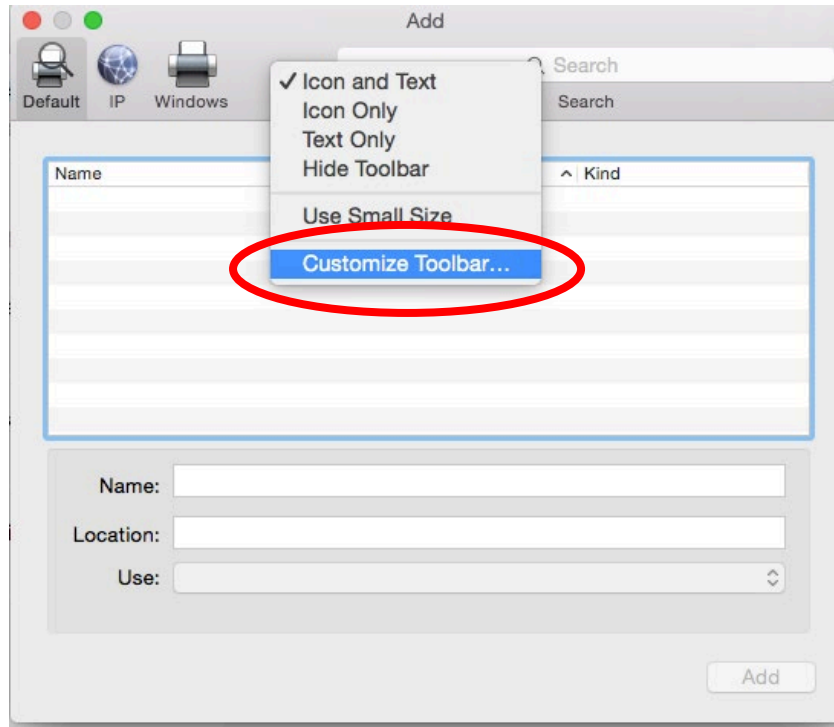 Add
Search
Default IP Windows Search
✓ Icon and Text
Icon Only
Text Only
Hide Toolbar
Use Small Size
Customize Toolbar...
Name ^ Kind
Name:
Location:
Use:
Add